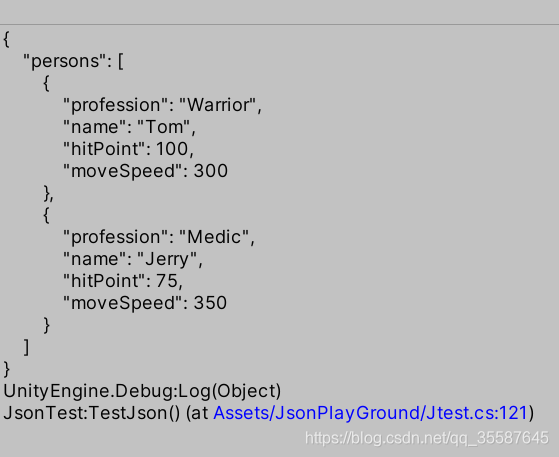 {
    "persons": [
        {
            "profession": "Warrior",
            "name": "Tom",
            "hitPoint": 100,
            "moveSpeed": 300
        },
        {
            "profession": "Medic",
            "name": "Jerry",
            "hitPoint": 75,
            "moveSpeed": 350
        }
    ]
}
UnityEngine.Debug:Log(Object)
JsonTest:TestJson() (at Assets/JsonPlayGround/Jtest.cs:121)
https://blog.csdn.net/qq_35587645